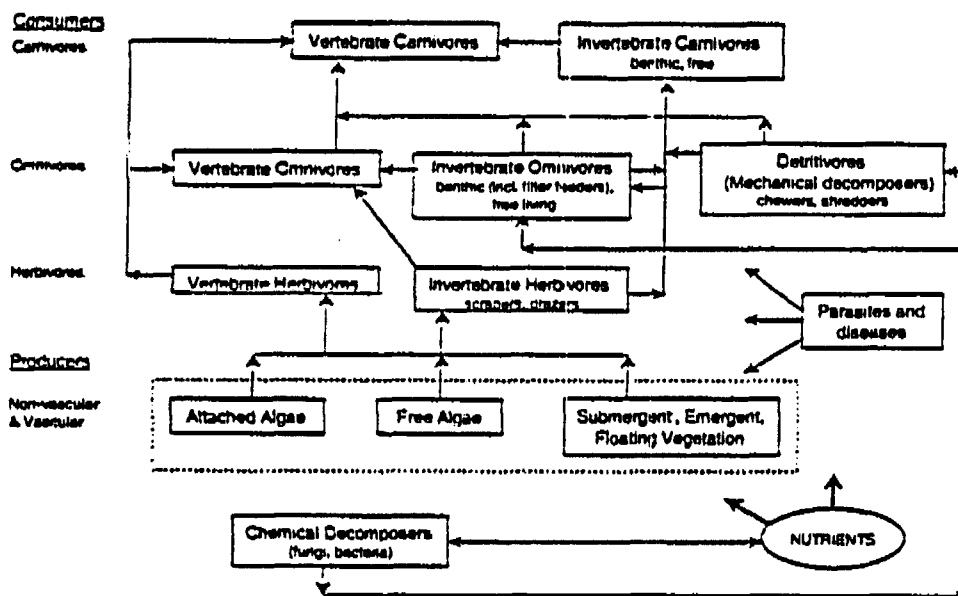 Consumers
Carnivores
Vertebrate Carnivores
Invertebrate Carnivores
benthic, free
Omnivores
Vertebrate Omnivores
Invertebrate Omnivores
benthic (incl. filter feeders),
free living
Detritivores
(Mechanical decomposers)
chewers, shredders
Herbivores
Vertebrate Herbivores
Invertebrate Herbivores
scrapers, grazers
Parasites and
diseases
Producers
Non-vascular
& Vascular
Attached Algae
Free Algae
Submergent, Emergent,
Floating Vegetation
Chemical Decomposers
(fungi, bacteria)
NUTRIENTS